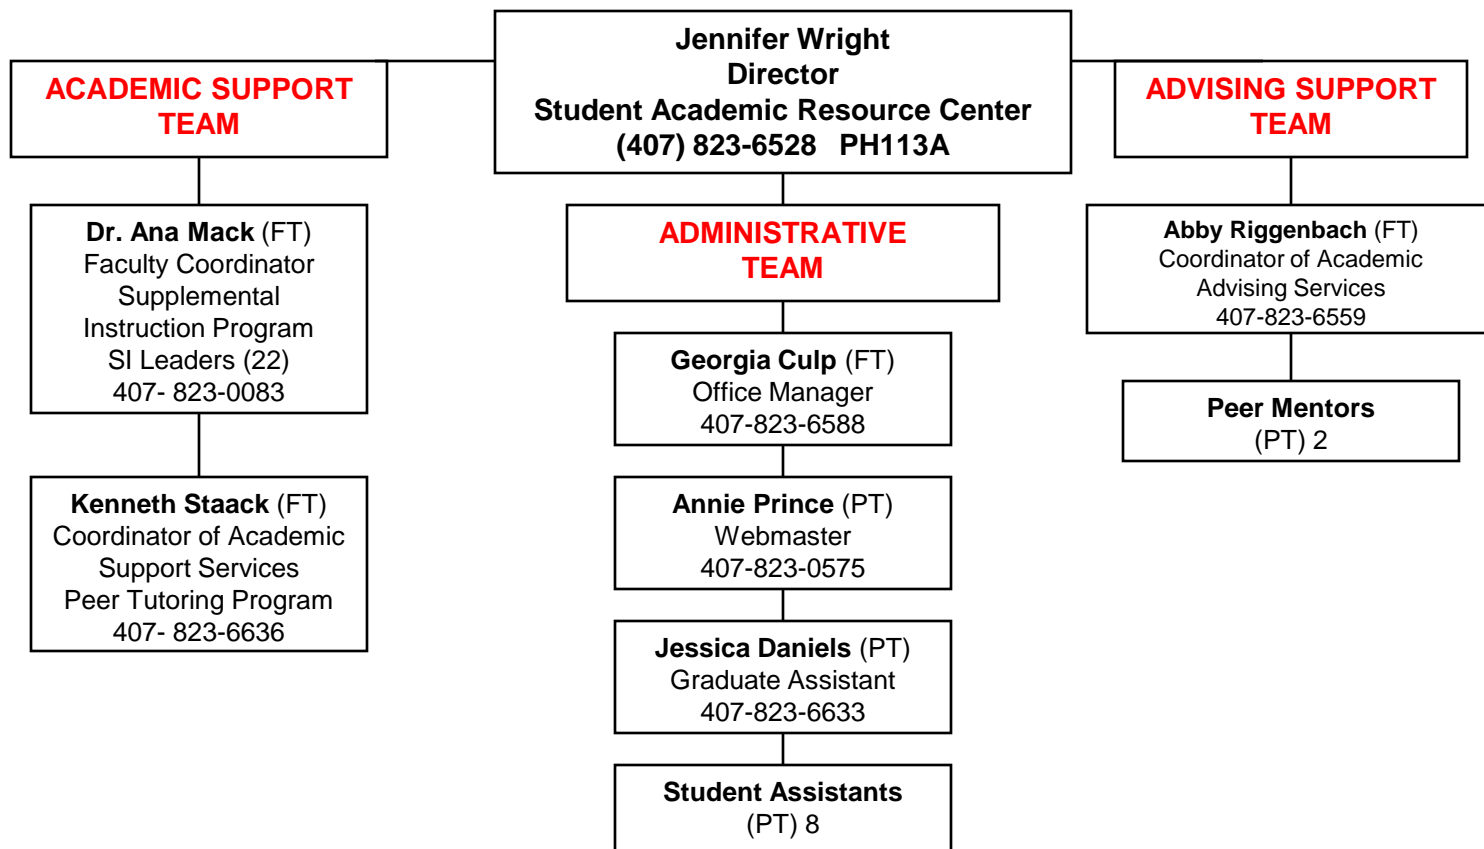 Jennifer Wright
Director
Student Academic Resource Center
(407) 823-6528 PH113A
ACADEMIC SUPPORT
TEAM
Dr. Ana Mack (FT)
Faculty Coordinator
Supplemental
Instruction Program
SI Leaders (22)
407- 823-0083
Kenneth Staack (FT)
Coordinator of Academic
Support Services
Peer Tutoring Program
407- 823-6636
ADMINISTRATIVE
TEAM
Georgia Culp (FT)
Office Manager
407-823-6588
Annie Prince (PT)
Webmaster
407-823-0575
Jessica Daniels (PT)
Graduate Assistant
407-823-6633
Student Assistants
(PT) 8
ADVISING SUPPORT
TEAM
Abby Riggenbach (FT)
Coordinator of Academic
Advising Services
407-823-6559
Peer Mentors
(PT) 2